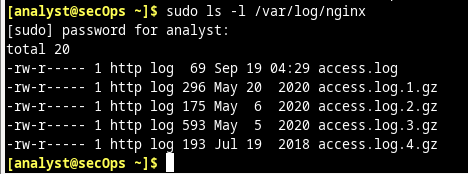 [analyst@secOps ~]$ sudo ls -l /var/log/nginx
[sudo] password for analyst:
total 20
-rw-r----- 1 http log  69 Sep 19 04:29 access.log
-rw-r----- 1 http log 296 May 20  2020 access.log.1.gz
-rw-r----- 1 http log 175 May  6  2020 access.log.2.gz
-rw-r----- 1 http log 593 May  5  2020 access.log.3.gz
-rw-r----- 1 http log 193 Jul 19  2018 access.log.4.gz
[analyst@secOps ~]$